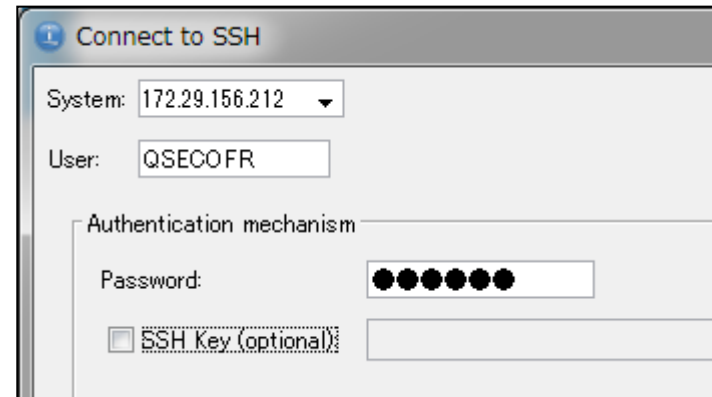 Connect to SSH
System: 172.29.156.212
User: QSECOFR
Authentication mechanism
Password: ●●●●●●
SSH Key (optional):